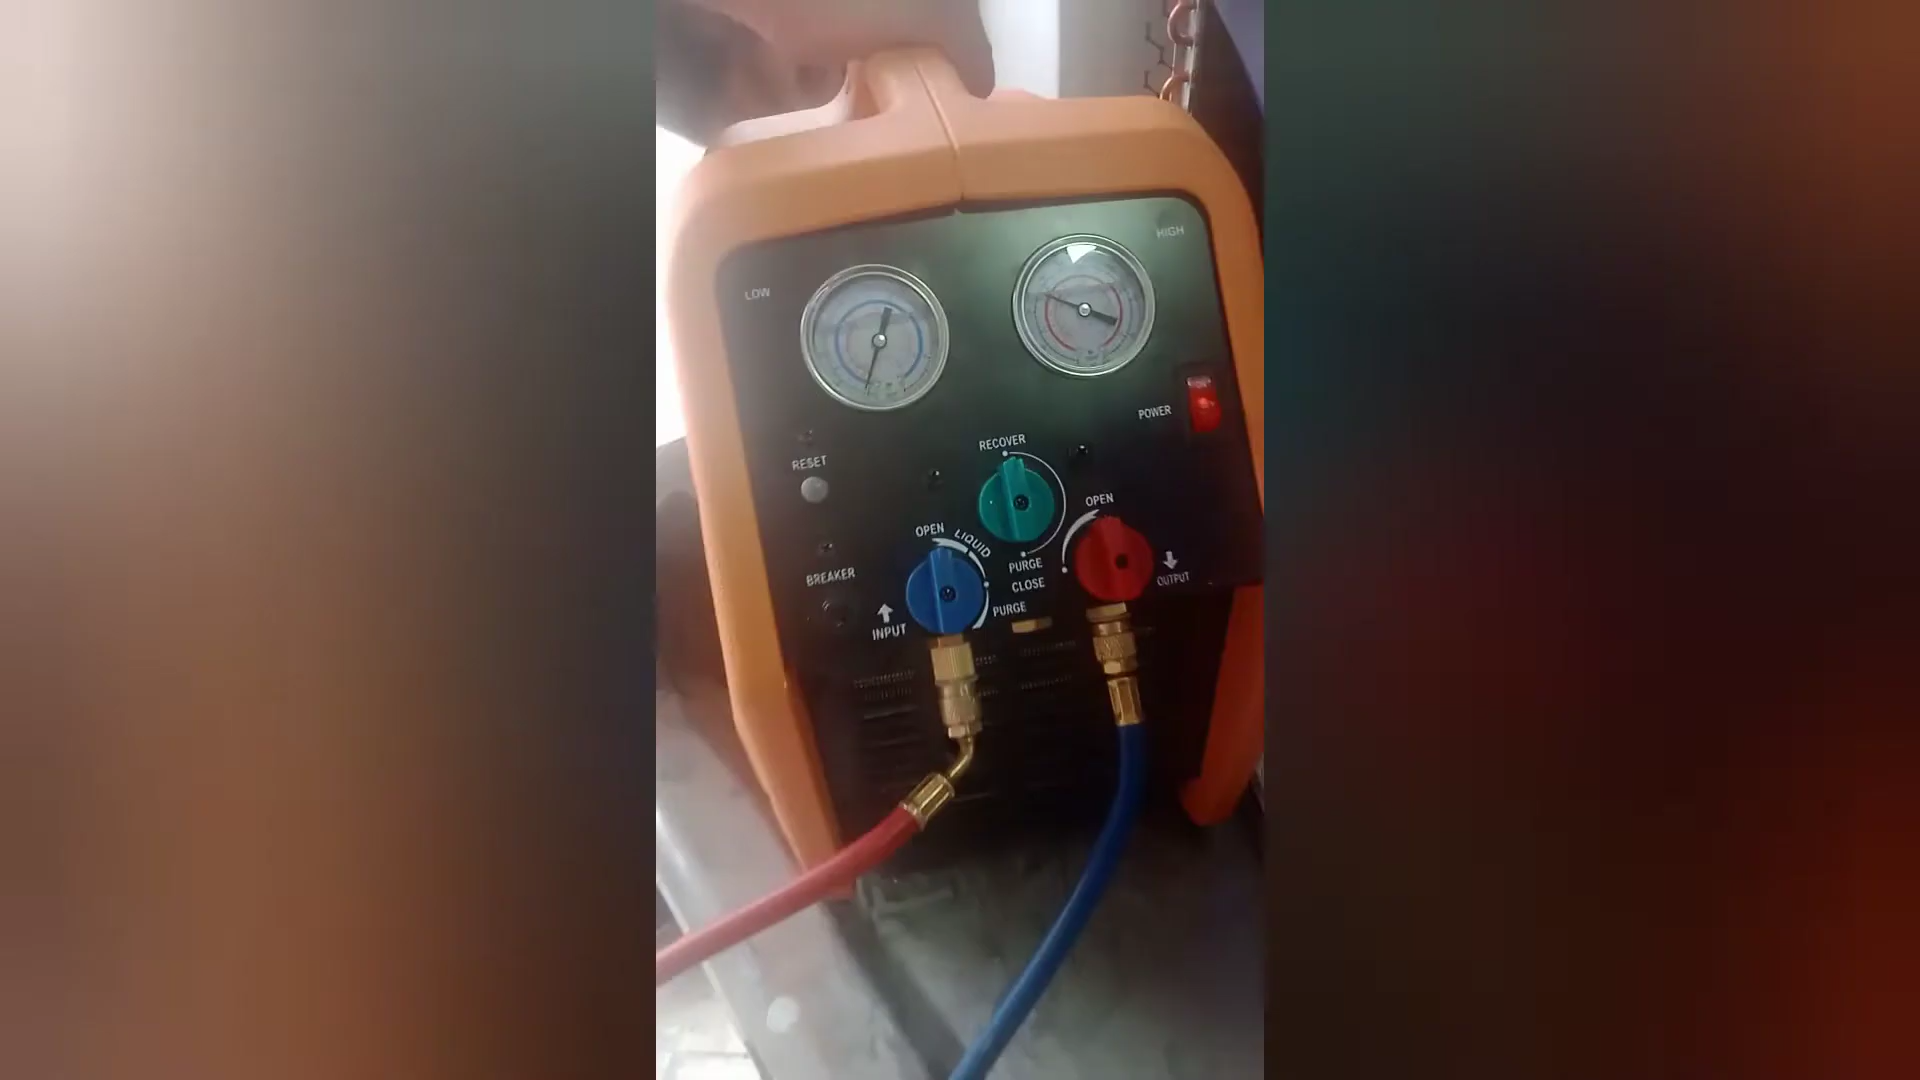 HIGH
LOW
POWER
RECOVER
RESET
OPEN
OPEN
LIQUID
PURGE
BREAKER
CLOSE
OUTPUT
PURGE
INPUT